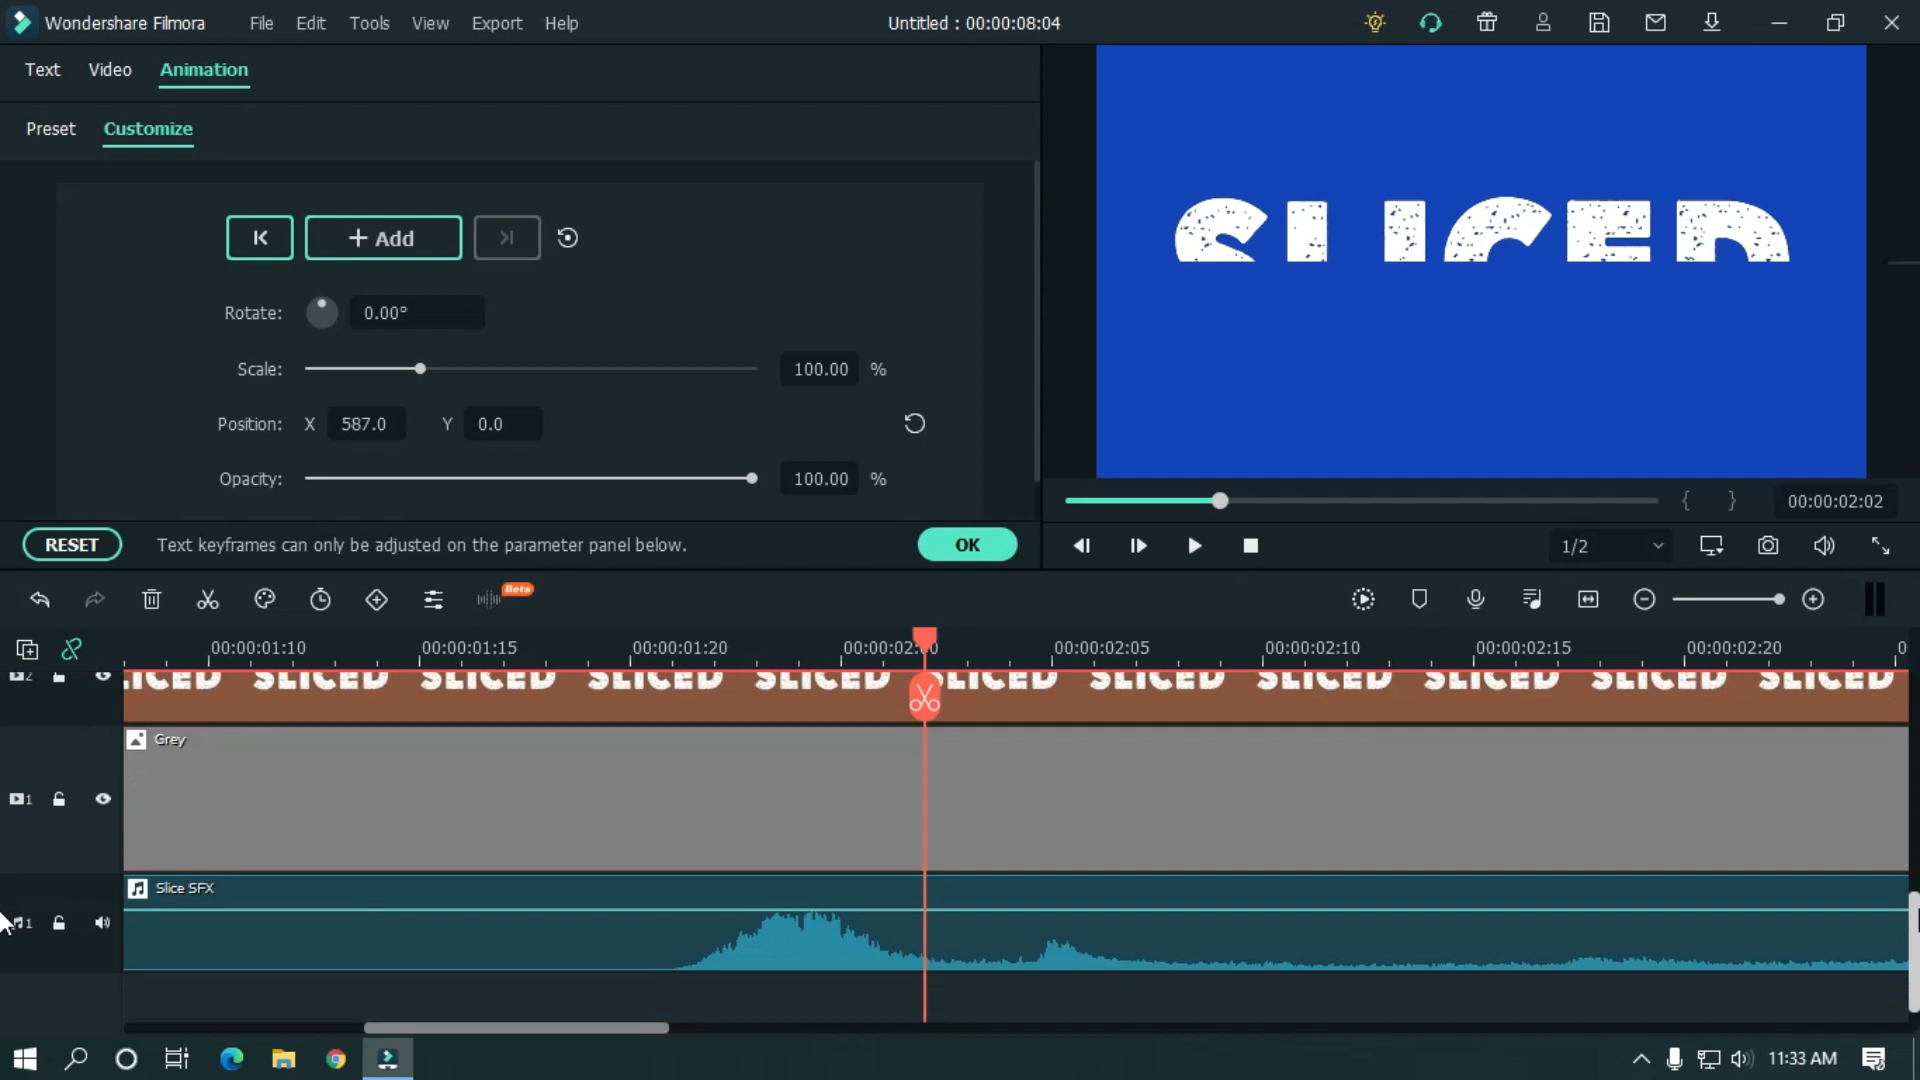 Wondershare Filmora File Edit Tools View Export Help Untitled : 00:00:08:04
Text Video Animation
Preset Customize
+ Add
Rotate: 0.00°
Scale: 100.00 %
Position: X 587.0 Y 0.0
Opacity: 100.00 %
SLICED
{ } 00:00:02:02
RESET Text keyframes can only be adjusted on the parameter panel below. OK
1/2
Beta
00:00:01:10 00:00:01:15 00:00:01:20 00:00:02:00 00:00:02:05 00:00:02:10 00:00:02:15 00:00:02:20 0
2 LICED SLICED SLICED SLICED SLICED SLICED SLICED SLICED SLICED SLICED SLICED
Grey
1
Slice SFX
1
11:33 AM